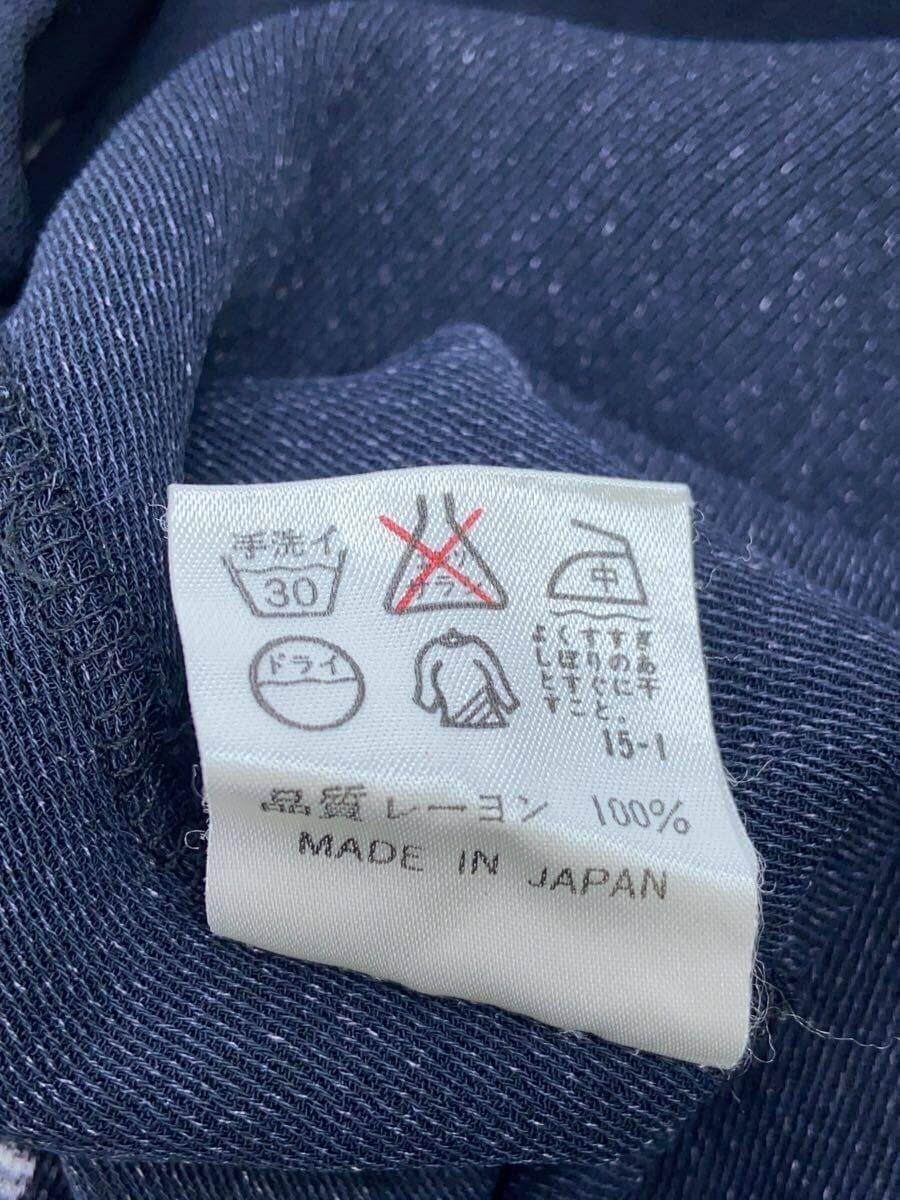 手洗イ
30
中
ドライ
よくすすぎ
しぼりのあ
とすぐに干
すこと。
15-1
品質 レーヨン 100%
MADE IN JAPAN